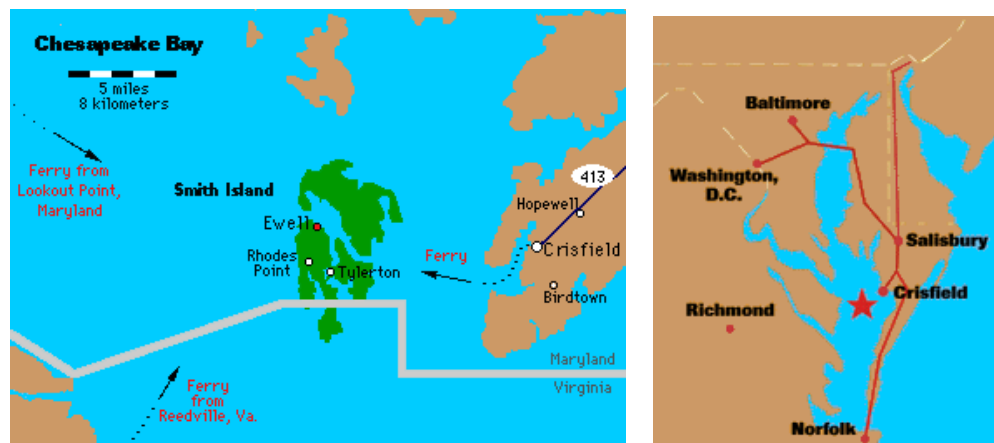 Chesapeake Bay
5 miles
8 kilometers
Ferry from
Lookout Point,
Maryland
Smith Island
413
Hopewell
Ewell
Crisfield
Ferry
Rhodes
Point
Tylerton
Birdtown
Maryland
Virginia
Ferry
from
Reedville, Va.
Baltimore
Washington,
D.C.
Salisbury
Crisfield
Richmond
Norfolk